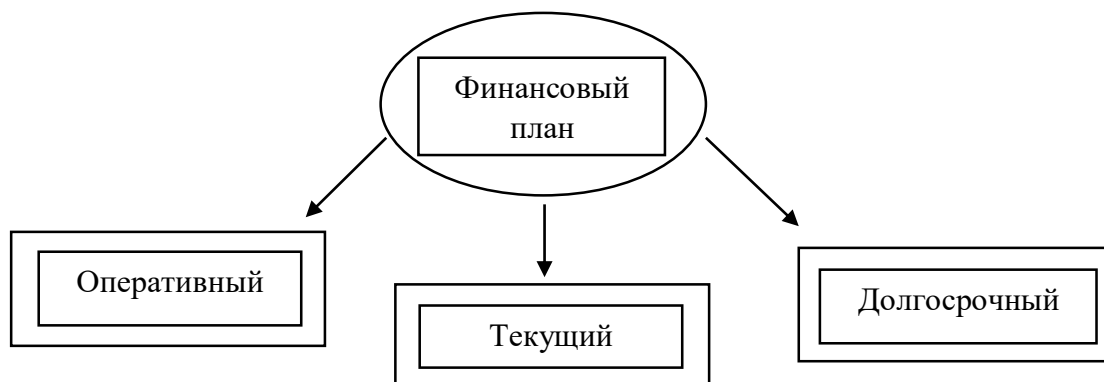 Финансовый
план
Оперативный
Текущий
Долгосрочный